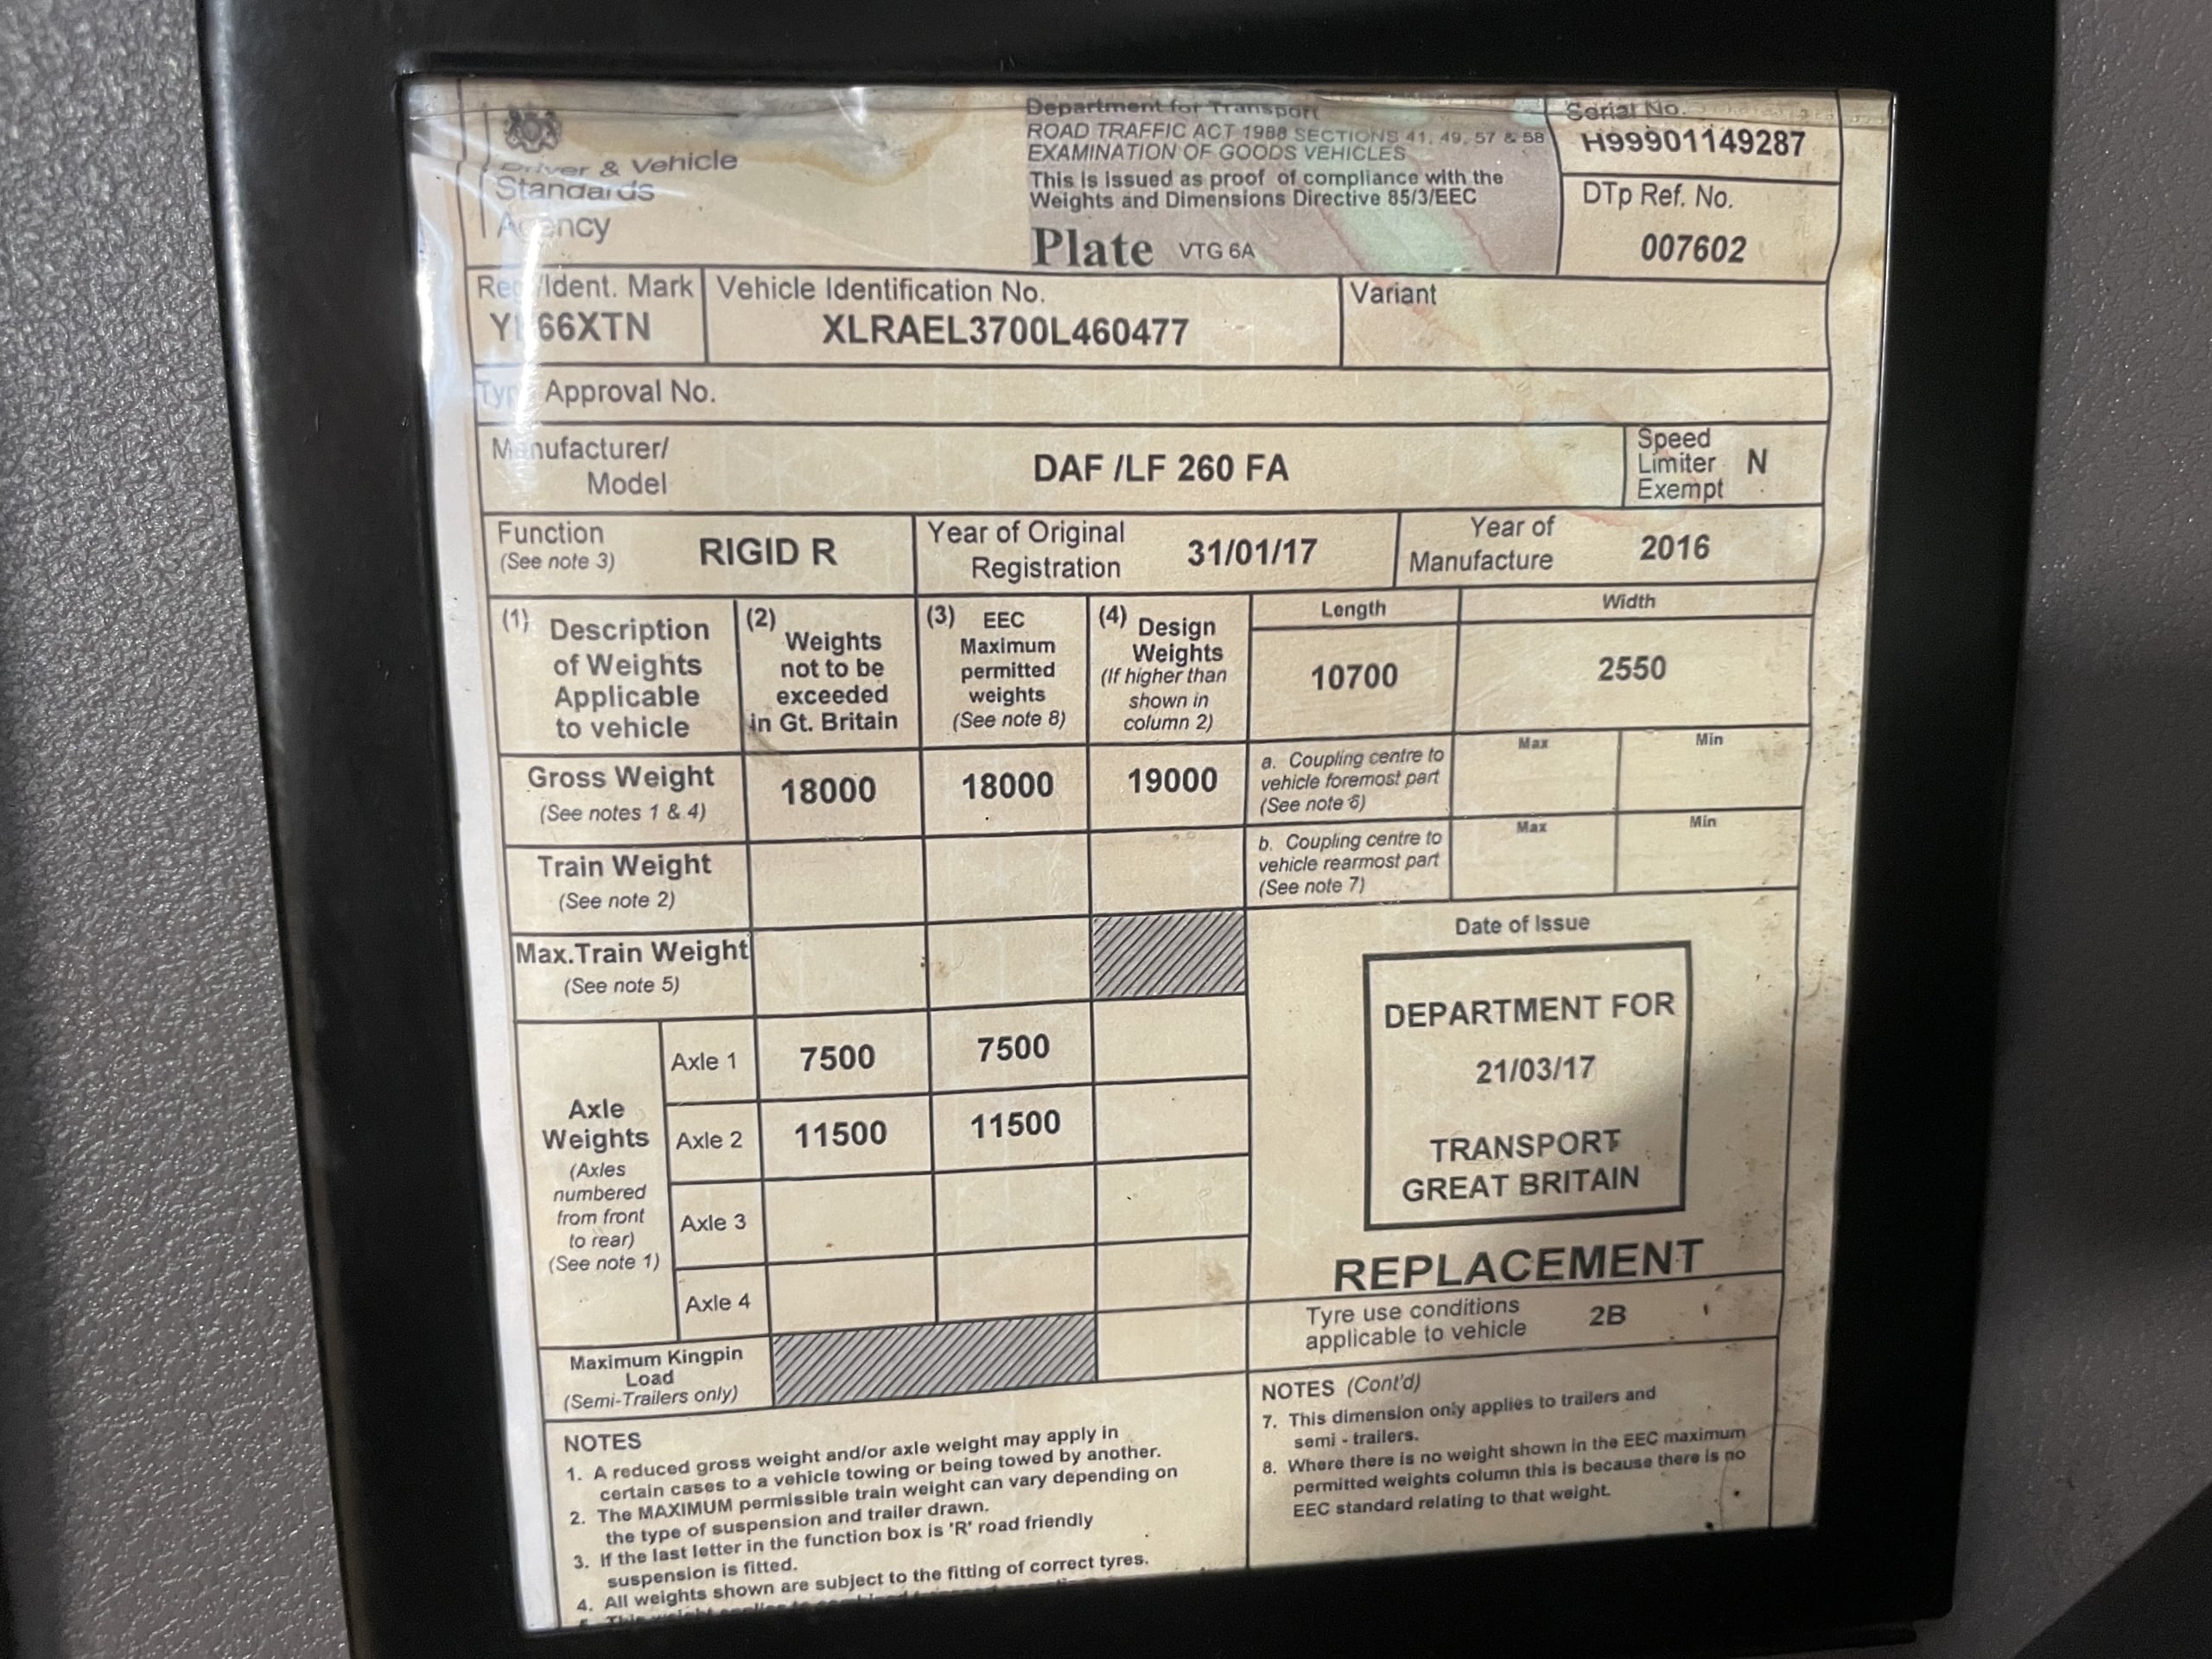 Driver & Vehicle
Standards
Agency
Department for Transport
ROAD TRAFFIC ACT 1988 SECTIONS 41, 49, 57 & 58
EXAMINATION OF GOODS VEHICLES
This is issued as proof of compliance with the
Weights and Dimensions Directive 85/3/EEC
Plate VTG 6A
Serial No.
H99901149287
DTp Ref. No.
007602
Ident. Mark
66XTN
Vehicle Identification No.
XLRAEL3700L460477
Variant
Type Approval No.
Manufacturer/
Model
DAF /LF 260 FA
Speed
Limiter
Exempt
N
Function
(See note 3)
RIGID R
Year of Original
Registration
31/01/17
Year of
Manufacture
2016
(1) Description
of Weights
Applicable
to vehicle
(2) Weights
not to be
exceeded
in Gt. Britain
(3) EEC
Maximum
permitted
weights
(See note 8)
(4) Design
Weights
(If higher than
shown in
column 2)
Length
10700
Width
2550
Gross Weight
(See notes 1 & 4)
18000
18000
19000
a. Coupling centre to
vehicle foremost part
(See note 6)
Max
Min
Train Weight
(See note 2)
b. Coupling centre to
vehicle rearmost part
(See note 7)
Max
Min
Max.Train Weight
(See note 5)
Axle
Weights
(Axles
numbered
from front
to rear)
(See note 1)
Axle 1
7500
7500
Axle 2
11500
11500
Axle 3
Axle 4
Maximum Kingpin
Load
(Semi-Trailers only)
Date of Issue
DEPARTMENT FOR
21/03/17
TRANSPORT
GREAT BRITAIN
REPLACEMENT
Tyre use conditions
applicable to vehicle
2B
NOTES
1. A reduced gross weight and/or axle weight may apply in
certain cases to a vehicle towing or being towed by another.
2. The MAXIMUM permissible train weight can vary depending on
the type of suspension and trailer drawn.
3. If the last letter in the function box is 'R' road friendly
suspension is fitted.
4. All weights shown are subject to the fitting of correct tyres.
NOTES (Cont'd)
7. This dimension only applies to trailers and
semi - trailers.
8. Where there is no weight shown in the EEC maximum
permitted weights column this is because there is no
EEC standard relating to that weight.